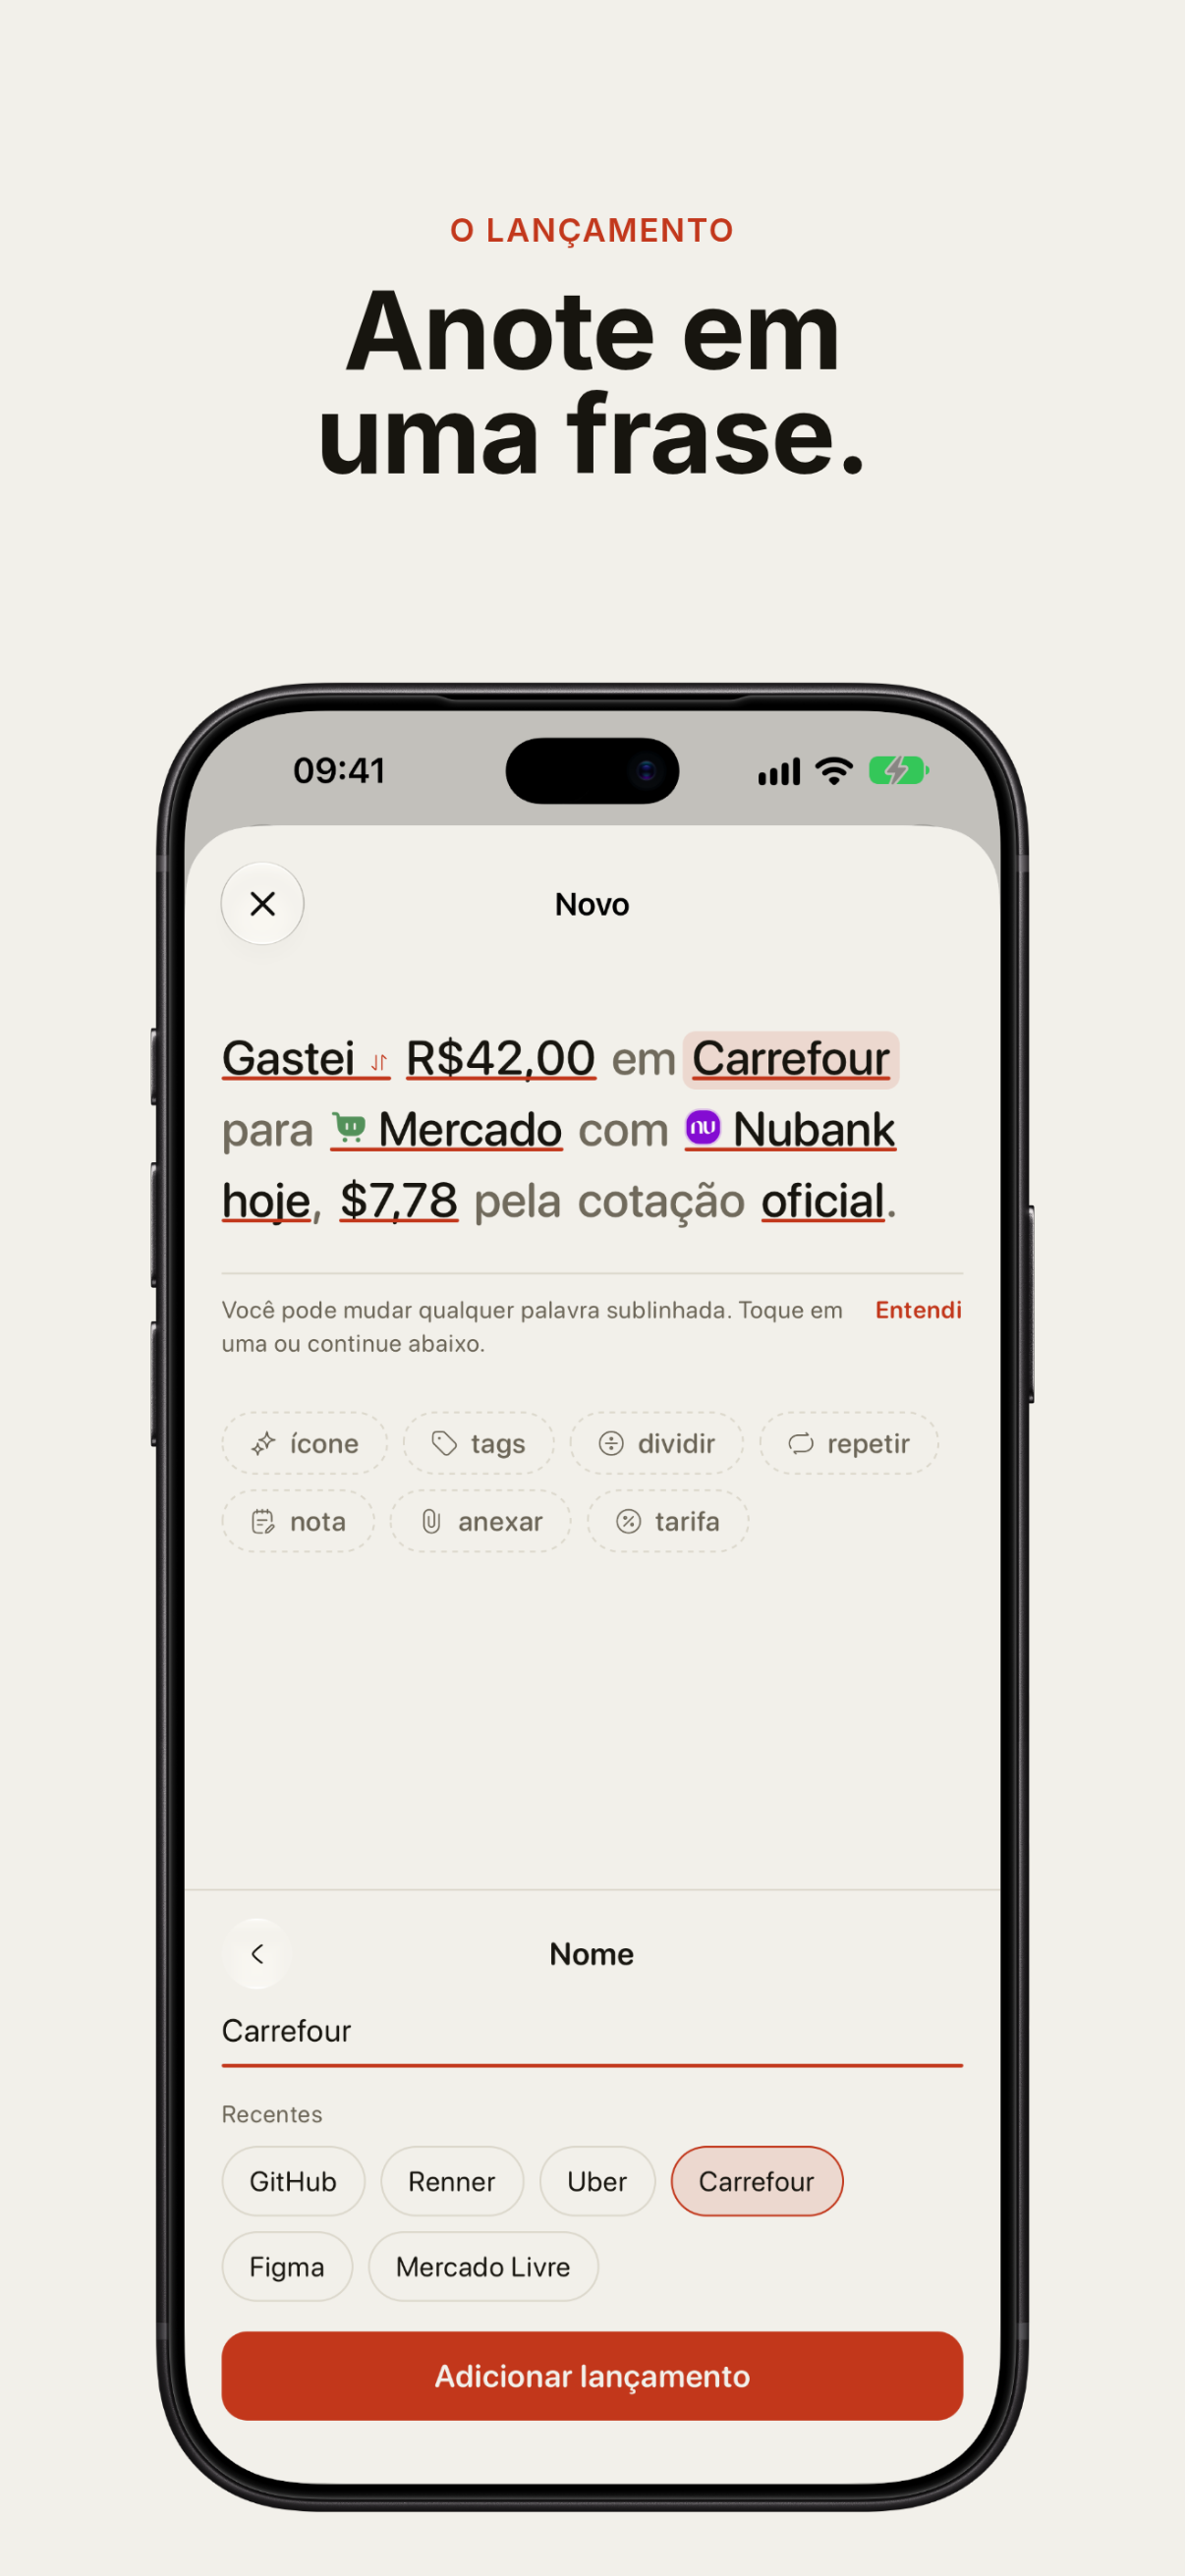 O LANÇAMENTO
Anote em
uma frase.
09:41
Novo
Gastei R$42,00 em Carrefour
para Mercado com nu Nubank
hoje, $7,78 pela cotação oficial.
Você pode mudar qualquer palavra sublinhada. Toque em
uma ou continue abaixo.
Entendi
ícone tags dividir repetir
nota anexar tarifa
Nome
Carrefour
Recentes
GitHub Renner Uber Carrefour
Figma Mercado Livre
Adicionar lançamento